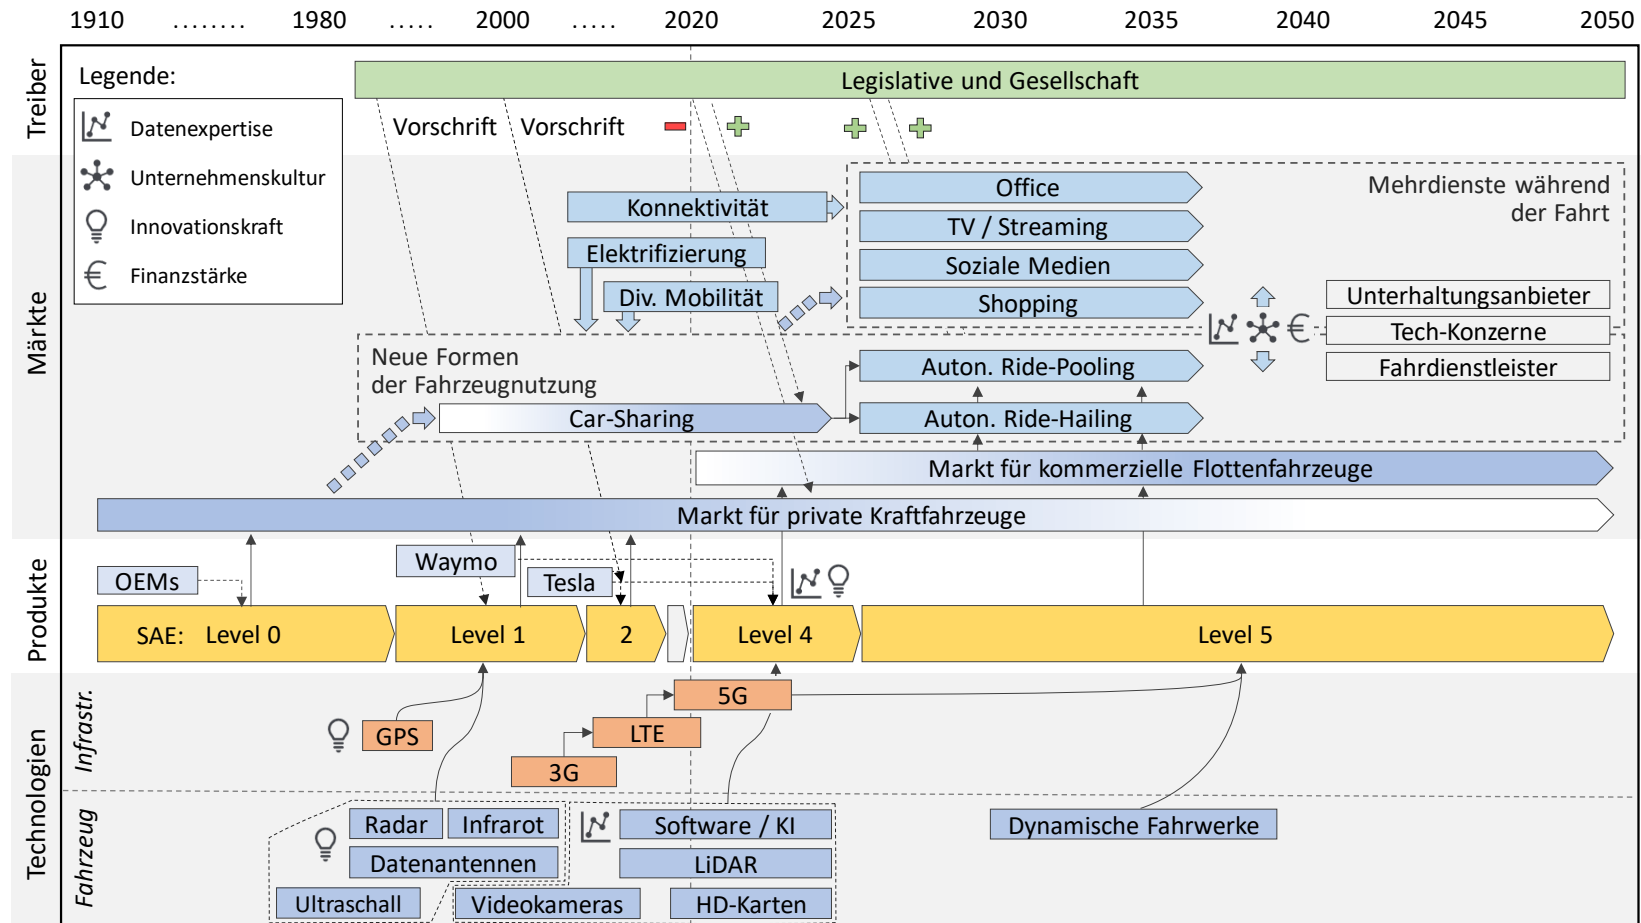 1910 ........ 1980 ..... 2000 ..... 2020 2025 2030 2035 2040 2045 2050
Treiber
Legende:
Datenexpertise
Unternehmenskultur
Innovationskraft
Finanzstärke
Legislative und Gesellschaft
Vorschrift Vorschrift
Märkte
Konnektivität
Elektrifizierung
Div. Mobilität
Office
TV / Streaming
Soziale Medien
Shopping
Mehrdienste während
der Fahrt
Unterhaltungsanbieter
Tech-Konzerne
Fahrdienstleister
Neue Formen
der Fahrzeugnutzung
Car-Sharing
Auton. Ride-Pooling
Auton. Ride-Hailing
Markt für kommerzielle Flottenfahrzeuge
Markt für private Kraftfahrzeuge
Produkte
OEMs
Waymo
Tesla
SAE: Level 0
Level 1
2
Level 4
Level 5
Technologien
Infrastr.
GPS
3G
LTE
5G
Fahrzeug
Radar
Infrarot
Datenantennen
Ultraschall
Videokameras
Software / KI
LiDAR
HD-Karten
Dynamische Fahrwerke